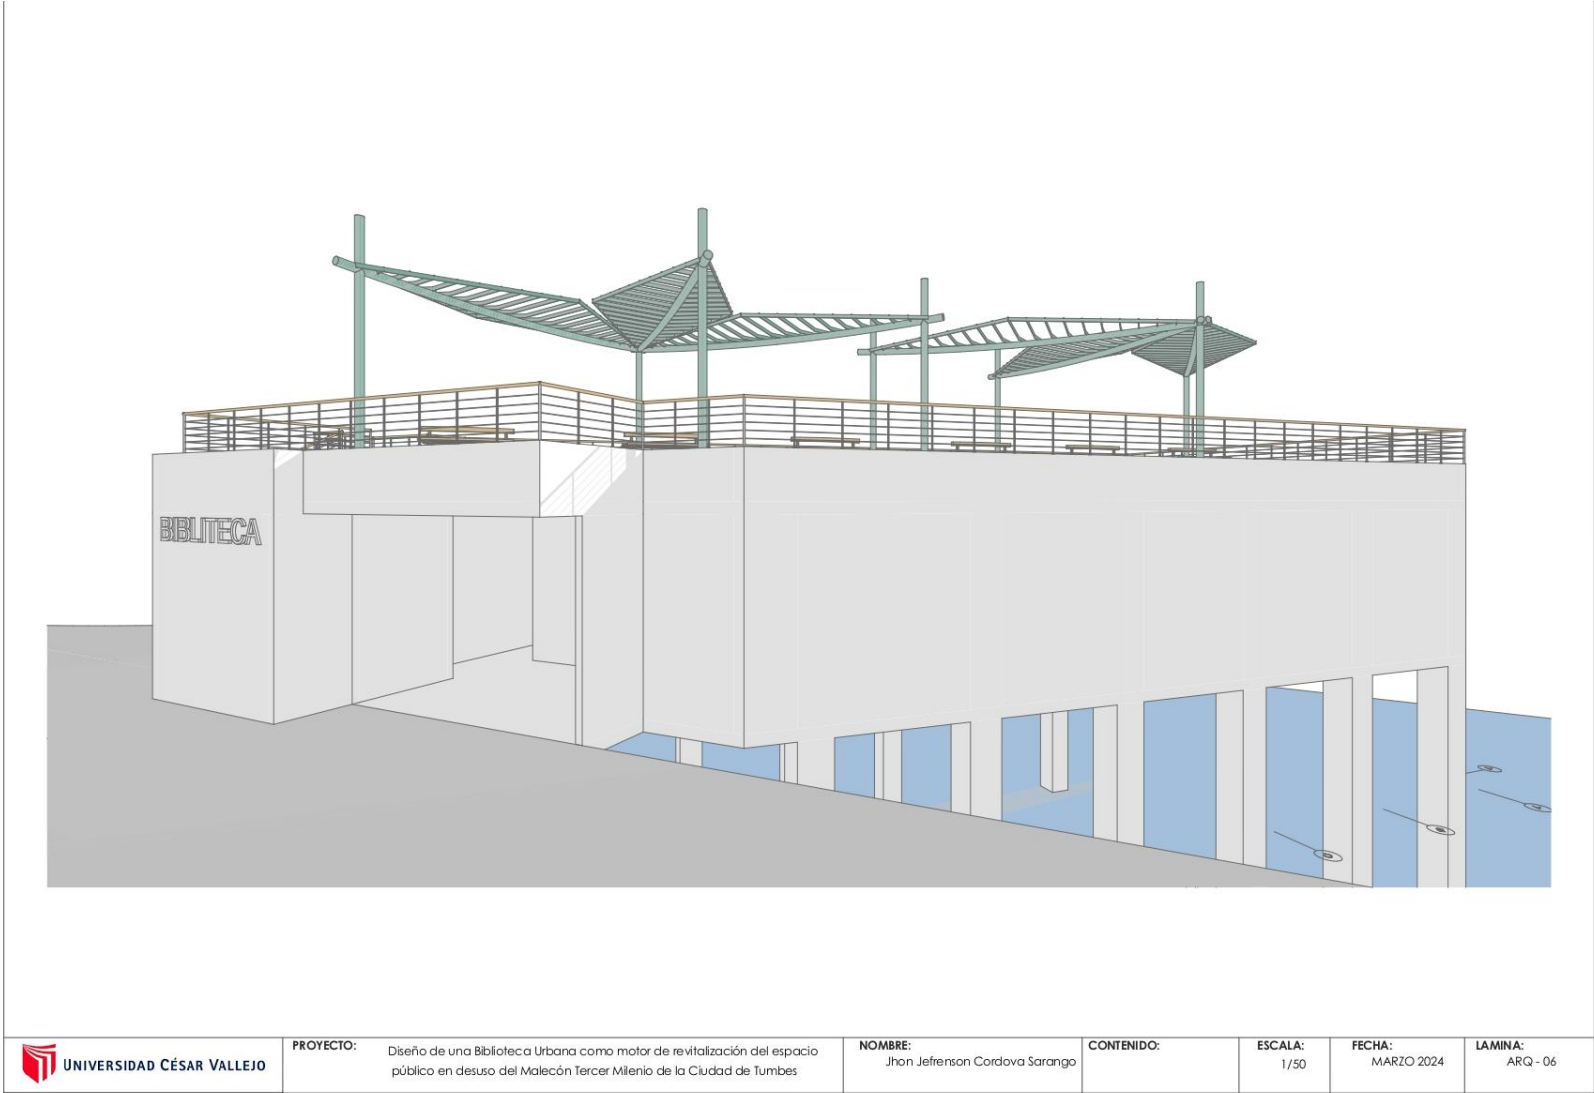 BIBLITECA
UNIVERSIDAD CÉSAR VALLEJO
PROYECTO:
Diseño de una Biblioteca Urbana como motor de revitalización del espacio
público en desuso del Malecón Tercer Milenio de la Ciudad de Tumbes
NOMBRE:
Jhon Jefrenson Cordova Sarango
CONTENIDO:
ESCALA:
1/50
FECHA:
MARZO 2024
LAMINA:
ARQ - 06